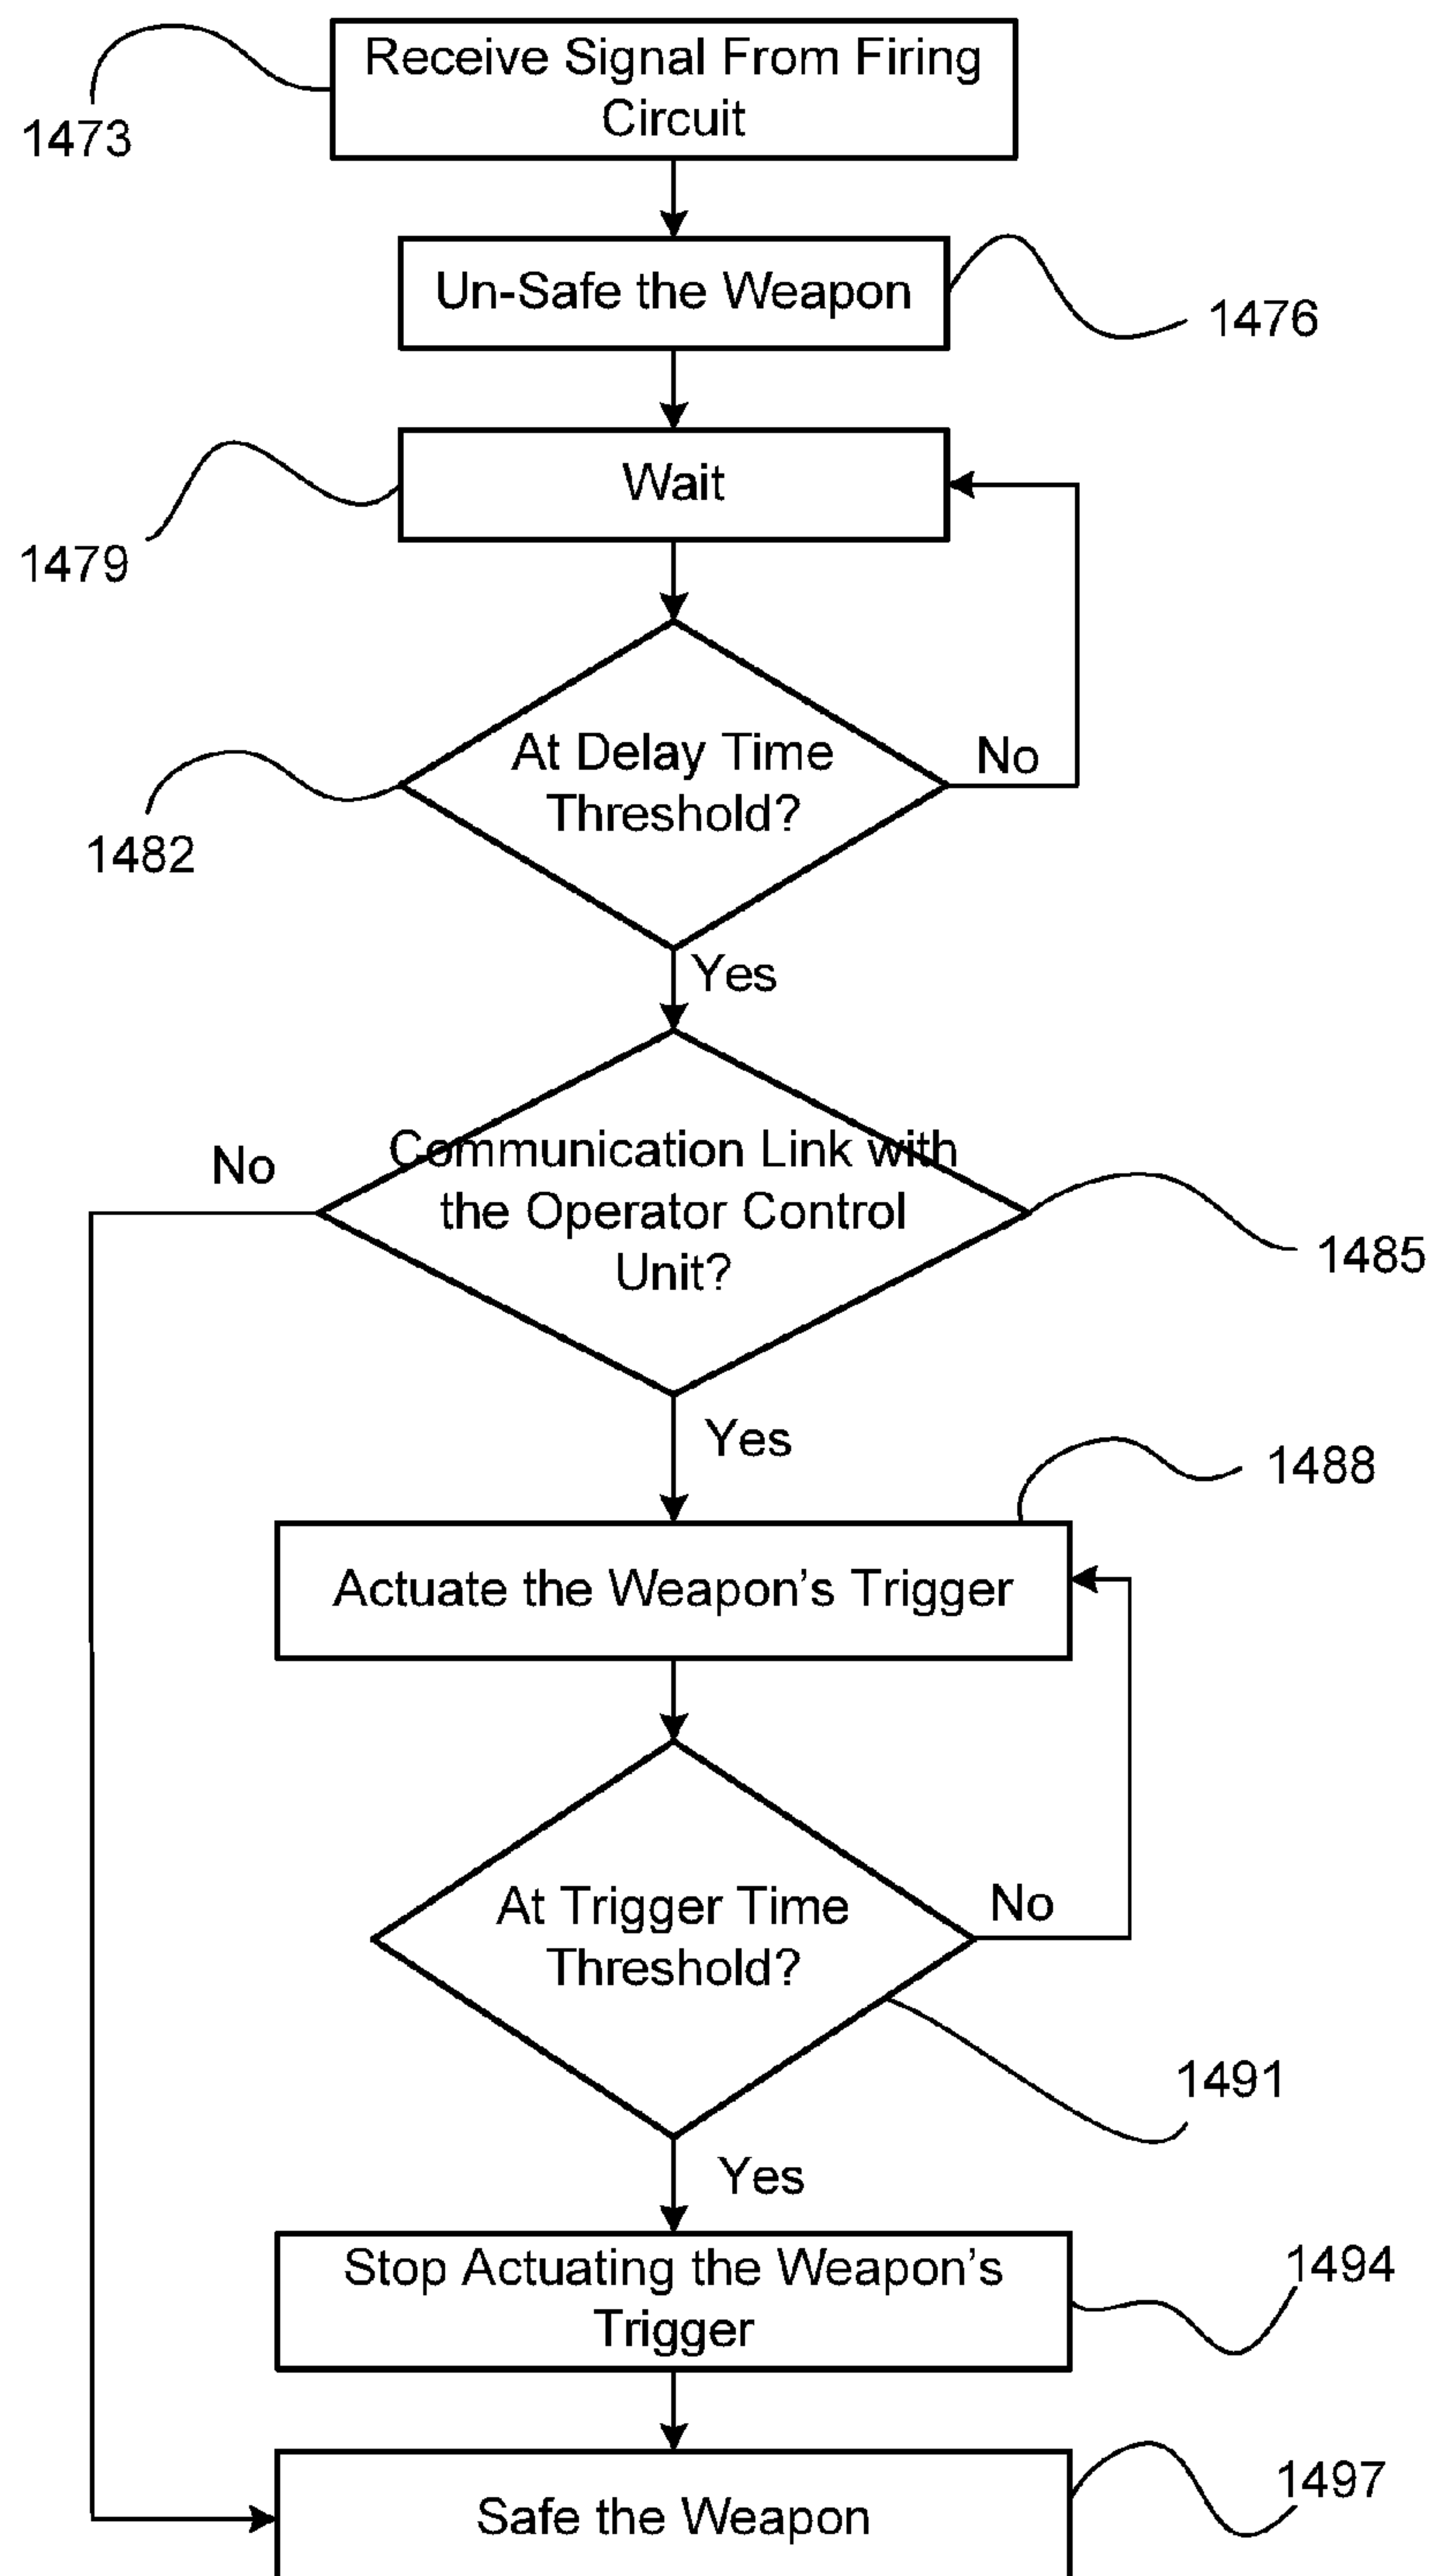 Receive Signal From Firing
Circuit
1473
Un-Safe the Weapon
1476
Wait
1479
At Delay Time
Threshold?
No
1482
Yes
Communication Link with
the Operator Control
Unit?
No
1485
Yes
1488
Actuate the Weapon's Trigger
At Trigger Time
Threshold?
No
1491
Yes
Stop Actuating the Weapon's
Trigger
1494
Safe the Weapon
1497